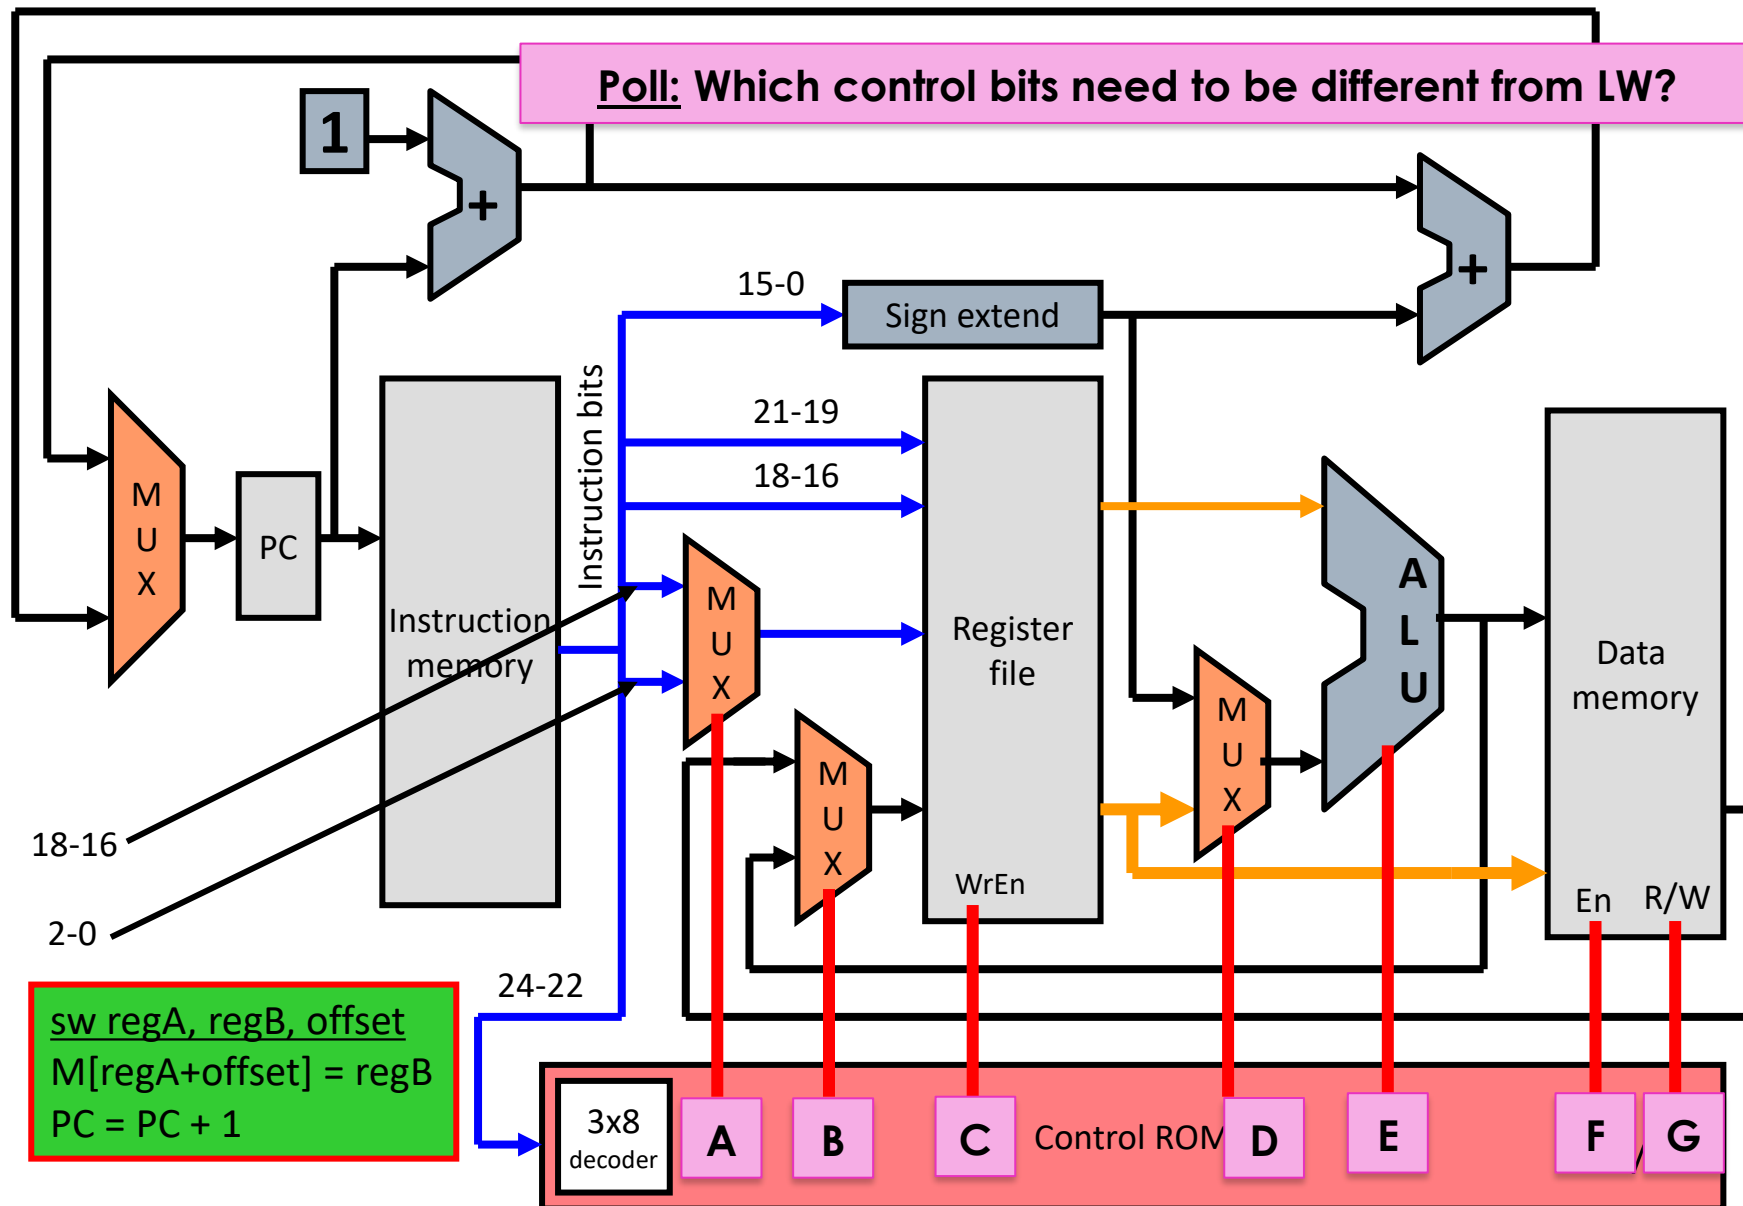 Poll: Which control bits need to be different from LW?
1
+
+
15-0
Sign extend
Instruction bits
21-19
18-16
M
U
X
PC
Instruction
memory
M
U
X
Register
file
WrEn
M
U
X
M
U
X
A
L
U
Data
memory
En
R/W
18-16
2-0
24-22
sw regA, regB, offset
M[regA+offset] = regB
PC = PC + 1
3x8
decoder
A
B
C
Control ROM
D
E
F
G